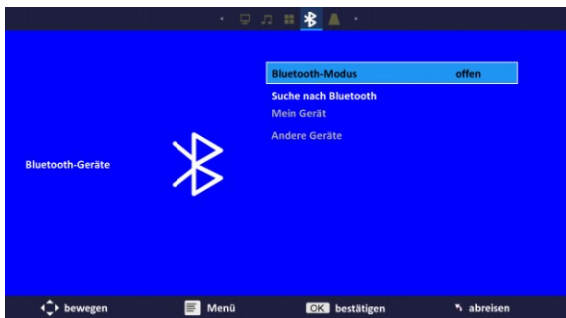 Bluetooth-Modus offen
Suche nach Bluetooth
Mein Gerät
Andere Geräte
Bluetooth-Geräte
bewegen Menü OK bestätigen abreisen